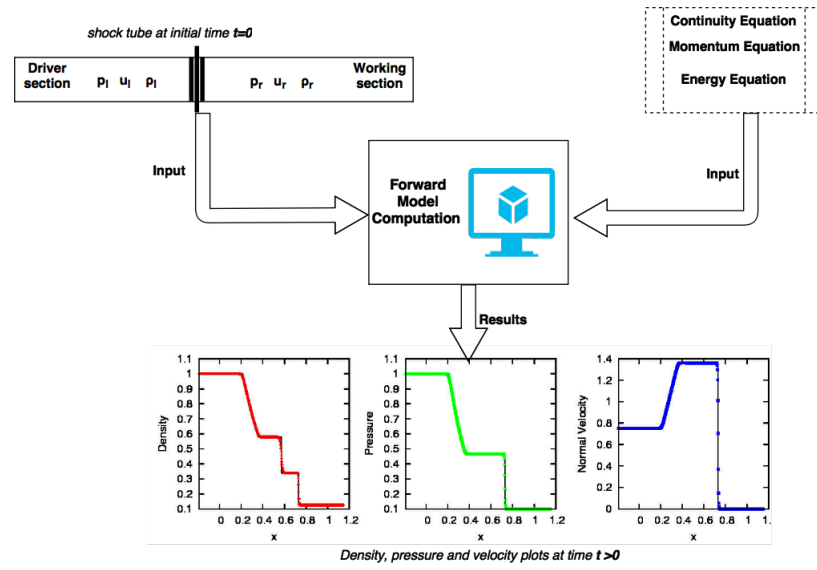 shock tube at initial time t=0
Driver
section
pl ul ρl
pr ur ρr
Working
section
Continuity Equation
Momentum Equation
Energy Equation
Input
Input
Forward
Model
Computation
Results
1.1
1
0.9
0.8
0.7
0.6
0.5
0.4
0.3
0.2
0.1
Density
0 0.2 0.4 0.6 0.8 1 1.2
x
1.1
1
0.9
0.8
0.7
0.6
0.5
0.4
0.3
0.2
0.1
Pressure
0 0.2 0.4 0.6 0.8 1 1.2
x
1.4
1.2
1
0.8
0.6
0.4
0.2
0
Normal Velocity
0 0.2 0.4 0.6 0.8 1 1.
x
Density, pressure and velocity plots at time t >0